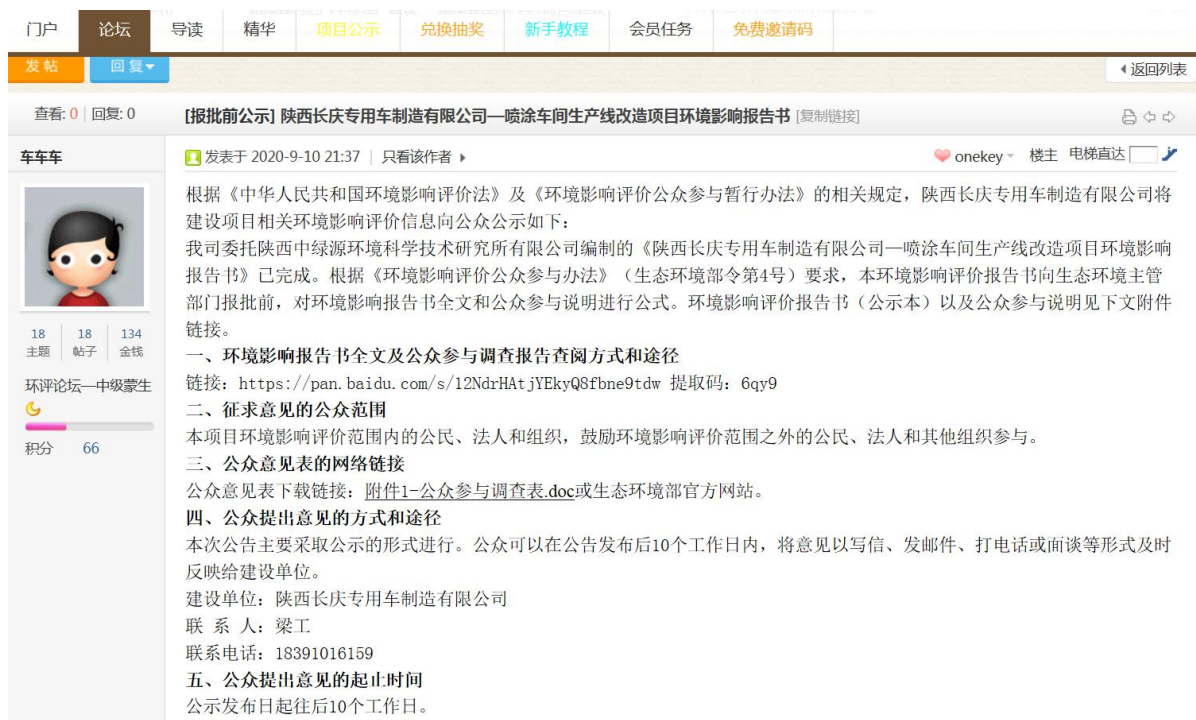 门户 论坛 导读 精华 项目公示 兑换抽奖 新手教程 会员任务 免费邀请码
发帖 回复 返回列表
查看: 0 | 回复: 0 [报批前公示] 陕西长庆专用车制造有限公司—喷涂车间生产线改造项目环境影响报告书 [复制链接]
车车车 发表于 2020-9-10 21:37 | 只看该作者 onekey 楼主 电梯直达
根据《中华人民共和国环境影响评价法》及《环境影响评价公众参与暂行办法》的相关规定，陕西长庆专用车制造有限公司将
建设项目相关环境影响评价信息向公众公示如下：
我司委托陕西中绿源环境科学技术研究所有限公司编制的《陕西长庆专用车制造有限公司—喷涂车间生产线改造项目环境影响
报告书》已完成。根据《环境影响评价公众参与办法》（生态环境部令第4号）要求，本环境影响评价报告书向生态环境主管
部门报批前，对环境影响报告书全文和公众参与说明进行公式。环境影响评价报告书（公示本）以及公众参与说明见下文附件
链接。
18 18 134
主题 帖子 金钱
一、环境影响报告书全文及公众参与调查报告查阅方式和途径
环评论坛—中级蒙生
链接：https://pan.baidu.com/s/12NdrHAtjYEkyQ8fbne9tdw 提取码：6qy9
二、征求意见的公众范围
本项目环境影响评价范围内的公民、法人和组织，鼓励环境影响评价范围之外的公民、法人和其他组织参与。
积分 66
三、公众意见表的网络链接
公众意见表下载链接：附件1-公众参与调查表.doc或生态环境部官方网站。
四、公众提出意见的方式和途径
本次公告主要采取公示的形式进行。公众可以在公告发布后10个工作日内，将意见以写信、发邮件、打电话或面谈等形式及时
反映给建设单位。
建设单位：陕西长庆专用车制造有限公司
联 系 人：梁工
联系电话：18391016159
五、公众提出意见的起止时间
公示发布日起往后10个工作日。